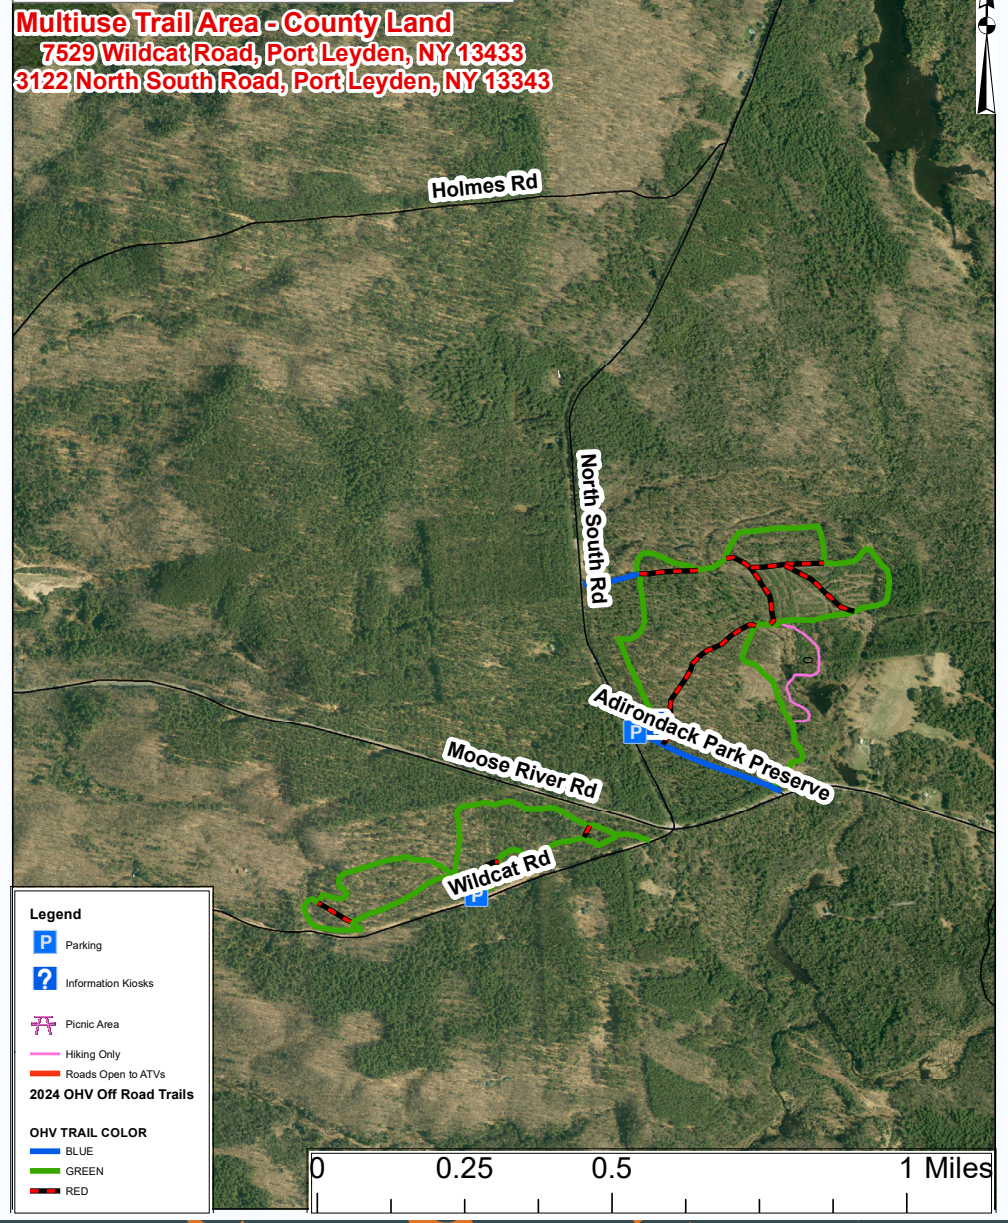 Multiuse Trail Area - County Land
7529 Wildcat Road, Port Leyden, NY 13433
3122 North South Road, Port Leyden, NY 13343
Holmes Rd
North South Rd
0
Adirondack Park Preserve
P
Moose River Rd
Wildcat Rd
P
Legend
P Parking
? Information Kiosks
Picnic Area
Hiking Only
Roads Open to ATVs
2024 OHV Off Road Trails
OHV TRAIL COLOR
BLUE
GREEN
RED
0 0.25 0.5 1 Miles